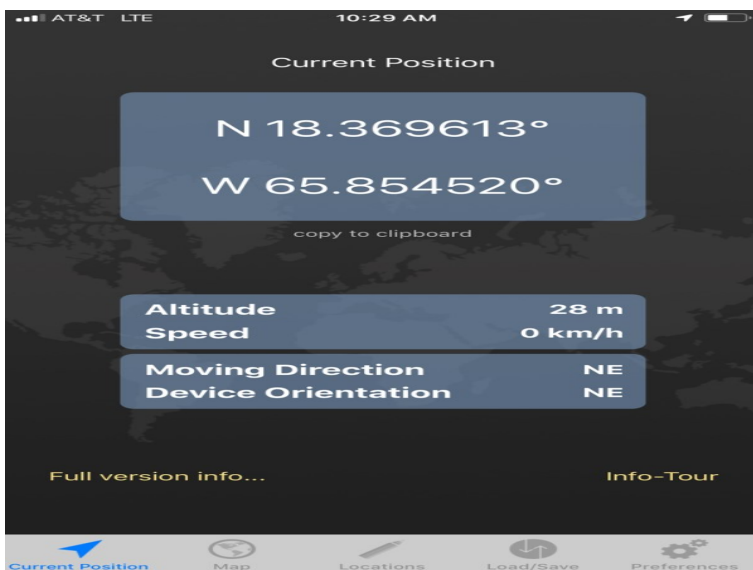 AT&T LTE 10:29 AM
Current Position
N 18.369613°
W 65.854520°
copy to clipboard
Altitude 28 m
Speed 0 km/h
Moving Direction NE
Device Orientation NE
Full version info... Info-Tour
Current Position Map Locations Load/Save Preferences